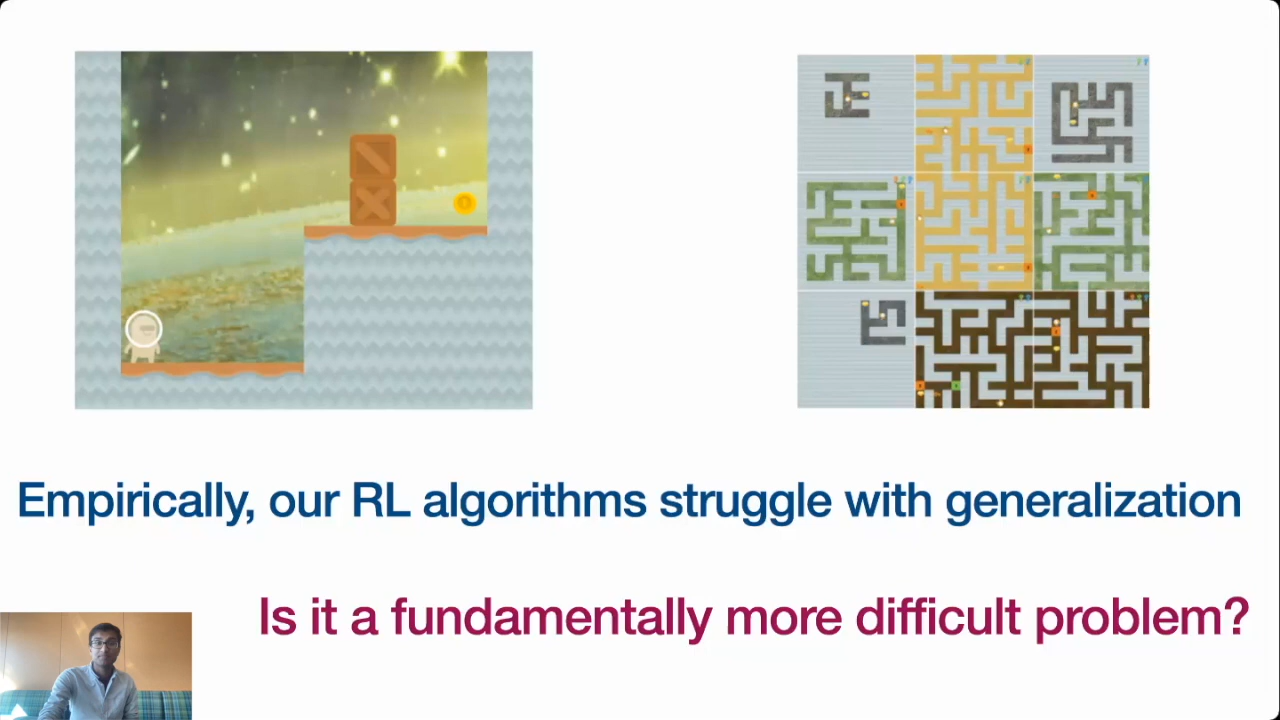 Empirically, our RL algorithms struggle with generalization
Is it a fundamentally more difficult problem?